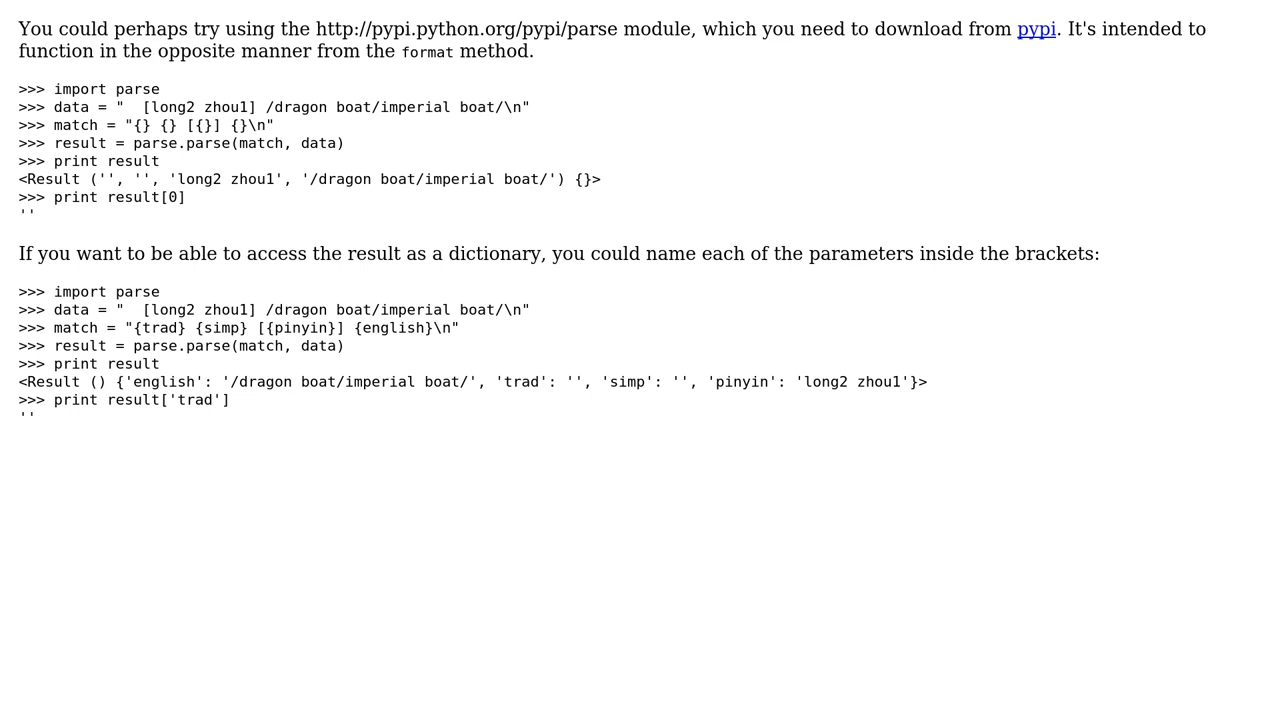 You could perhaps try using the http://pypi.python.org/pypi/parse module, which you need to download from pypi. It's intended to
function in the opposite manner from the format method.
>>> import parse
>>> data = "  [long2 zhou1] /dragon boat/imperial boat/\n"
>>> match = "{} {} [{}] {}\n"
>>> result = parse.parse(match, data)
>>> print result
<Result ('', '', 'long2 zhou1', '/dragon boat/imperial boat/') {}>
>>> print result[0]
''
If you want to be able to access the result as a dictionary, you could name each of the parameters inside the brackets:
>>> import parse
>>> data = "  [long2 zhou1] /dragon boat/imperial boat/\n"
>>> match = "{trad} {simp} [{pinyin}] {english}\n"
>>> result = parse.parse(match, data)
>>> print result
<Result () {'english': '/dragon boat/imperial boat/', 'trad': '', 'simp': '', 'pinyin': 'long2 zhou1'}>
>>> print result['trad']
''